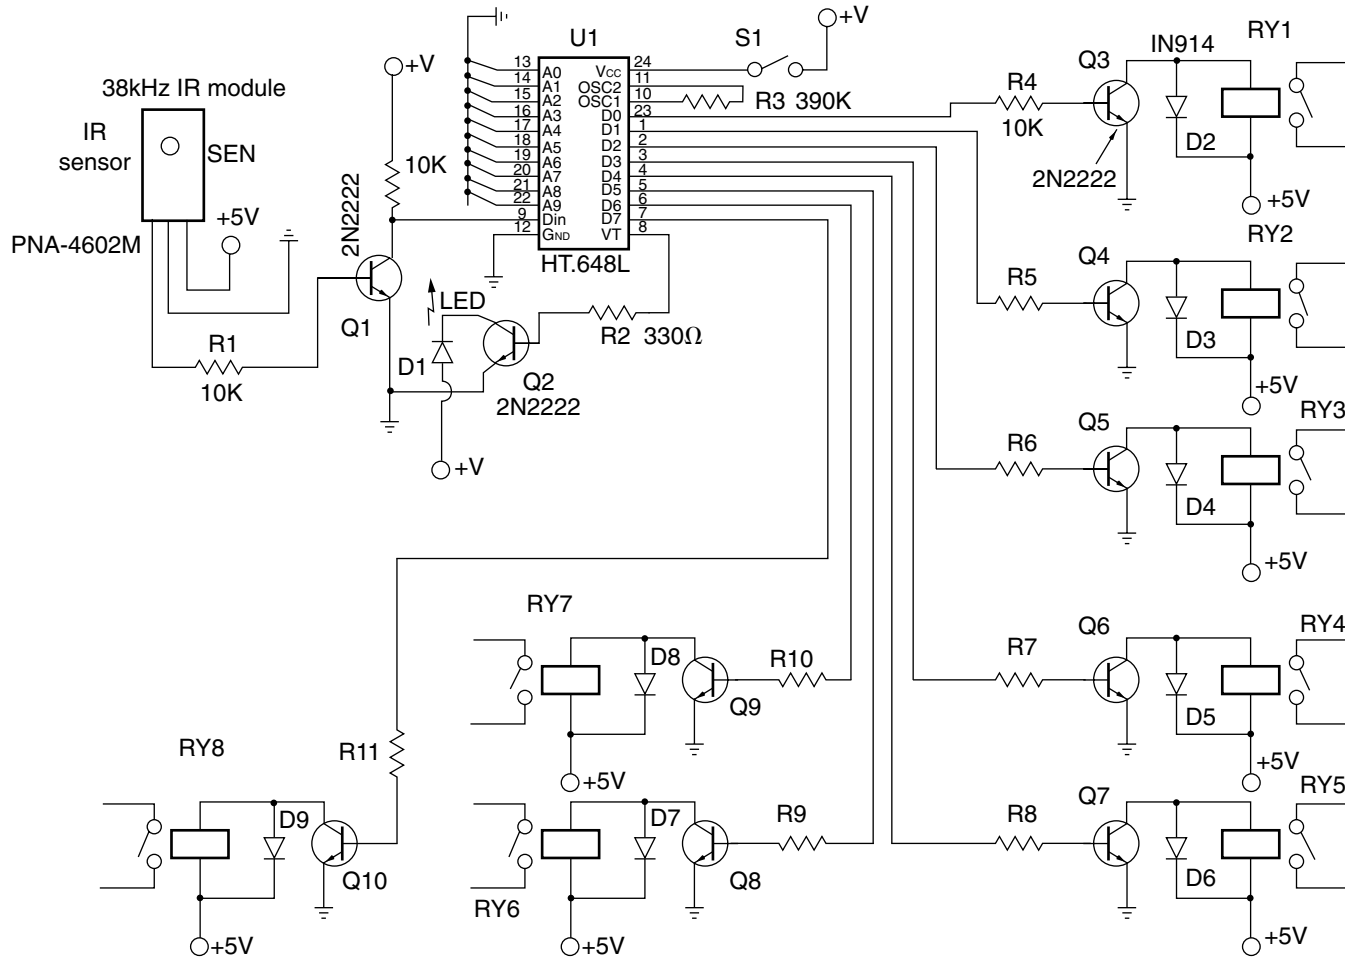 U1
S1
+V
Q3
IN914
RY1
+V
13
A0
VCC
24
14
A1
OSC2
11
15
A2
OSC1
10
R3 390K
16
A3
D0
23
17
A4
D1
1
18
A5
D2
2
19
A6
D3
3
20
A7
D4
4
21
A8
D5
5
22
A9
D6
6
9
Din
D7
7
12
GND
VT
8
HT.648L
R4
10K
D2
2N2222
+5V
38kHz IR module
IR
sensor
SEN
+5V
PNA-4602M
10K
2N2222
Q1
LED
R1
10K
D1
Q2
2N2222
R2 330Ω
+V
RY2
Q4
R5
D3
+5V
RY3
Q5
R6
D4
+5V
RY4
Q6
R7
D5
+5V
RY5
Q7
R8
D6
+5V
RY7
D8
R10
Q9
+5V
RY8
R11
D9
Q10
+5V
D7
R9
Q8
RY6
+5V